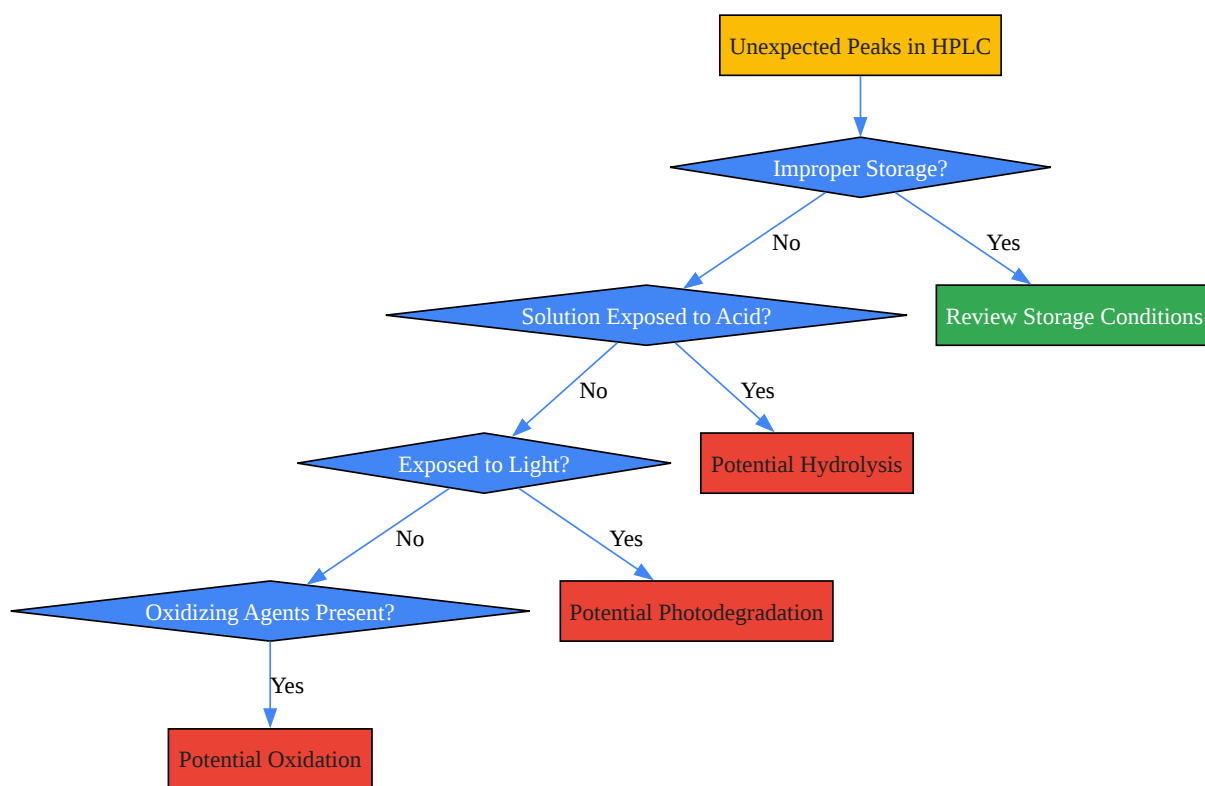 Unexpected Peaks in HPLC
Improper Storage?
No
Yes
Solution Exposed to Acid?
Review Storage Conditions
No
Yes
Exposed to Light?
Potential Hydrolysis
No
Yes
Oxidizing Agents Present?
Potential Photodegradation
Yes
Potential Oxidation